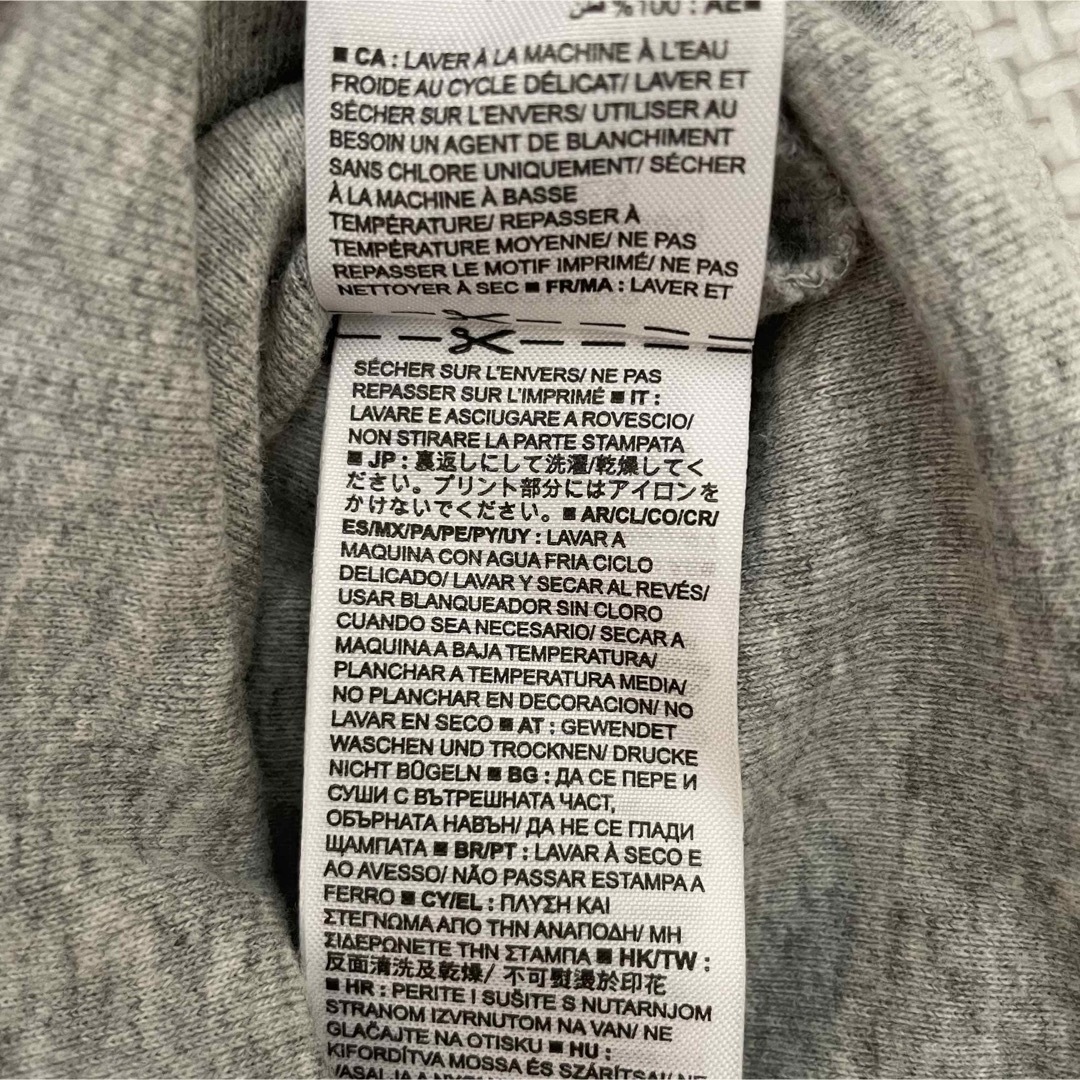 %100 : AE■
■ CA : LAVER À LA MACHINE À L'EAU
FROIDE AU CYCLE DÉLICAT/ LAVER ET
SÉCHER SUR L'ENVERS/ UTILISER AU
BESOIN UN AGENT DE BLANCHIMENT
SANS CHLORE UNIQUEMENT/ SÉCHER
À LA MACHINE À BASSE
TEMPÉRATURE/ REPASSER À
TEMPÉRATURE MOYENNE/ NE PAS
REPASSER LE MOTIF IMPRIMÉ/ NE PAS
NETTOYER À SEC ■ FR/MA : LAVER ET
SÉCHER SUR L'ENVERS/ NE PAS
REPASSER SUR L'IMPRIMÉ ■ IT :
LAVARE E ASCIUGARE A ROVESCIO/
NON STIRARE LA PARTE STAMPATA
■ JP : 裏返しにして洗濯/乾燥してく
ださい。プリント部分にはアイロンを
かけないでください。■ AR/CL/CO/CR/
ES/MX/PA/PE/PY/UY : LAVAR A
MAQUINA CON AGUA FRIA CICLO
DELICADO/ LAVAR Y SECAR AL REVÉS/
USAR BLANQUEADOR SIN CLORO
CUANDO SEA NECESARIO/ SECAR A
MAQUINA A BAJA TEMPERATURA/
PLANCHAR A TEMPERATURA MEDIA/
NO PLANCHAR EN DECORACION/ NO
LAVAR EN SECO ■ AT : GEWENDET
WASCHEN UND TROCKNEN/ DRUCKE
NICHT BÜGELN ■ BG : ДА СЕ ПЕРЕ И
СУШИ С ВЪТРЕШНАТА ЧАСТ,
ОБЪРНАТА НАВЪН/ ДА НЕ СЕ ГЛАДИ
ЩАМПАТА ■ BR/PT : LAVAR À SECO E
AO AVESSO/ NÃO PASSAR ESTAMPA A
FERRO ■ CY/EL : ΠΛΥΣΗ ΚΑΙ
ΣΤΕΓΝΩΜΑ ΑΠΟ ΤΗΝ ΑΝΑΠΟΔΗ/ ΜΗ
ΣΙΔΕΡΩΝΕΤΕ ΤΗΝ ΣΤΑΜΠΑ ■ HK/TW :
反面清洗及乾燥/ 不可熨燙於印花
■ HR : PERITE I SUŠITE S NUTARNJOM
STRANOM IZVRNUTOM NA VAN/ NE
GLAČAJTE NA OTISKU ■ HU :
KIFORDÍTVA MOSSA ÉS SZÁRÍTSA/ NE